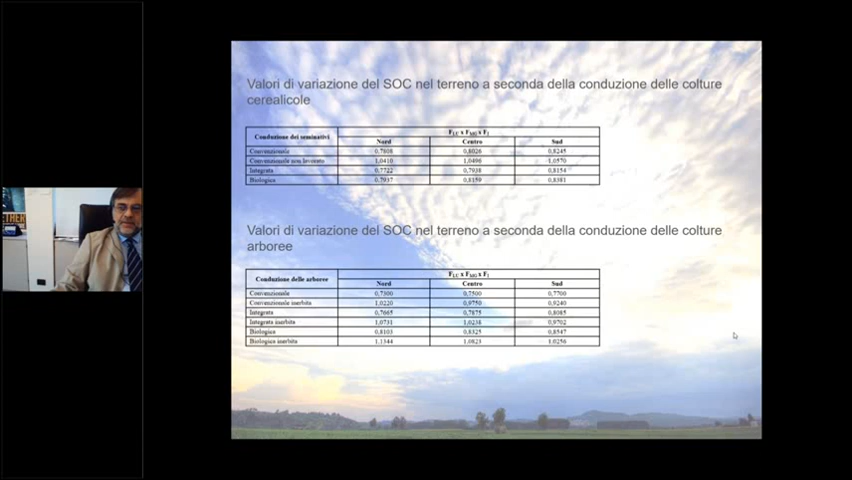 Valori di variazione del SOC nel terreno a seconda della conduzione delle colture
cerealicole
Conduzione dei seminativi F_LU x F_MG x F_I
Nord Centro Sud
Convenzionale 0,7808 0,8026 0,8245
Convenzionale non lavorato 1,0410 1,0496 1,0570
Integrata 0,7722 0,7938 0,8154
Biologica 0,7937 0,8159 0,8381
Valori di variazione del SOC nel terreno a seconda della conduzione delle colture
arboree
Conduzione delle arboree F_LU x F_MG x F_I
Nord Centro Sud
Convenzionale 0,7300 0,7500 0,7700
Convenzionale inerbita 1,0220 0,9750 0,9240
Integrata 0,7665 0,7875 0,8085
Integrata inerbita 1,0731 1,0238 0,9702
Biologica 0,8103 0,8325 0,8547
Biologica inerbita 1,1344 1,0823 1,0256
ETHER